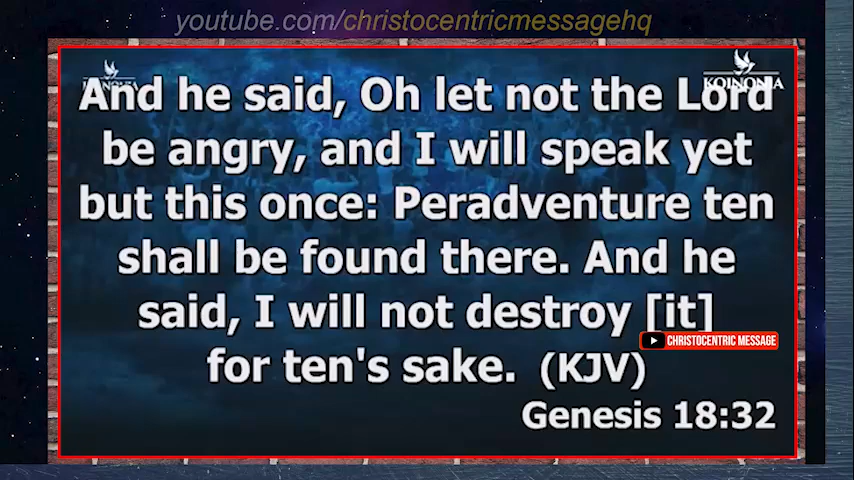 youtube.com/christocentricmessagehq
KOINONIA
KOINONIA
And he said, Oh let not the Lord
be angry, and I will speak yet
but this once: Peradventure ten
shall be found there. And he
said, I will not destroy [it]
CHRISTOCENTRIC MESSAGE
for ten's sake. (KJV)
Genesis 18:32